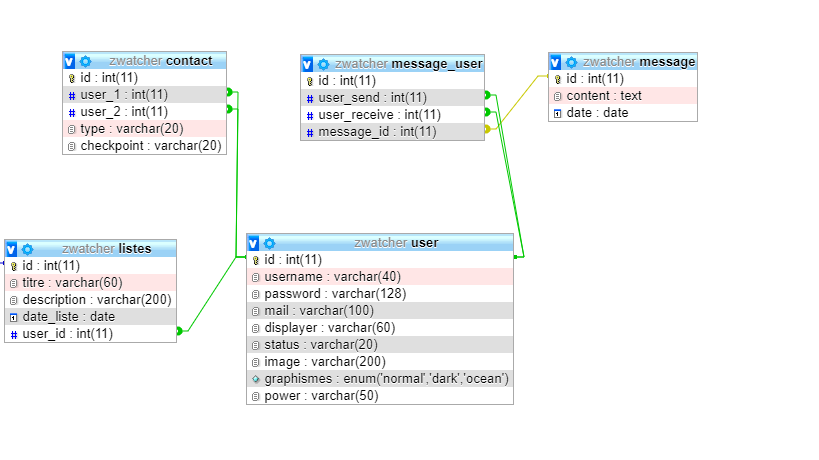 zwatcher contact
id : int(11)
user_1 : int(11)
user_2 : int(11)
type : varchar(20)
checkpoint : varchar(20)
zwatcher message_user
id : int(11)
user_send : int(11)
user_receive : int(11)
message_id : int(11)
zwatcher message
id : int(11)
content : text
date : date
zwatcher listes
id : int(11)
titre : varchar(60)
description : varchar(200)
date_liste : date
user_id : int(11)
zwatcher user
id : int(11)
username : varchar(40)
password : varchar(128)
mail : varchar(100)
displayer : varchar(60)
status : varchar(20)
image : varchar(200)
graphismes : enum('normal','dark','ocean')
power : varchar(50)